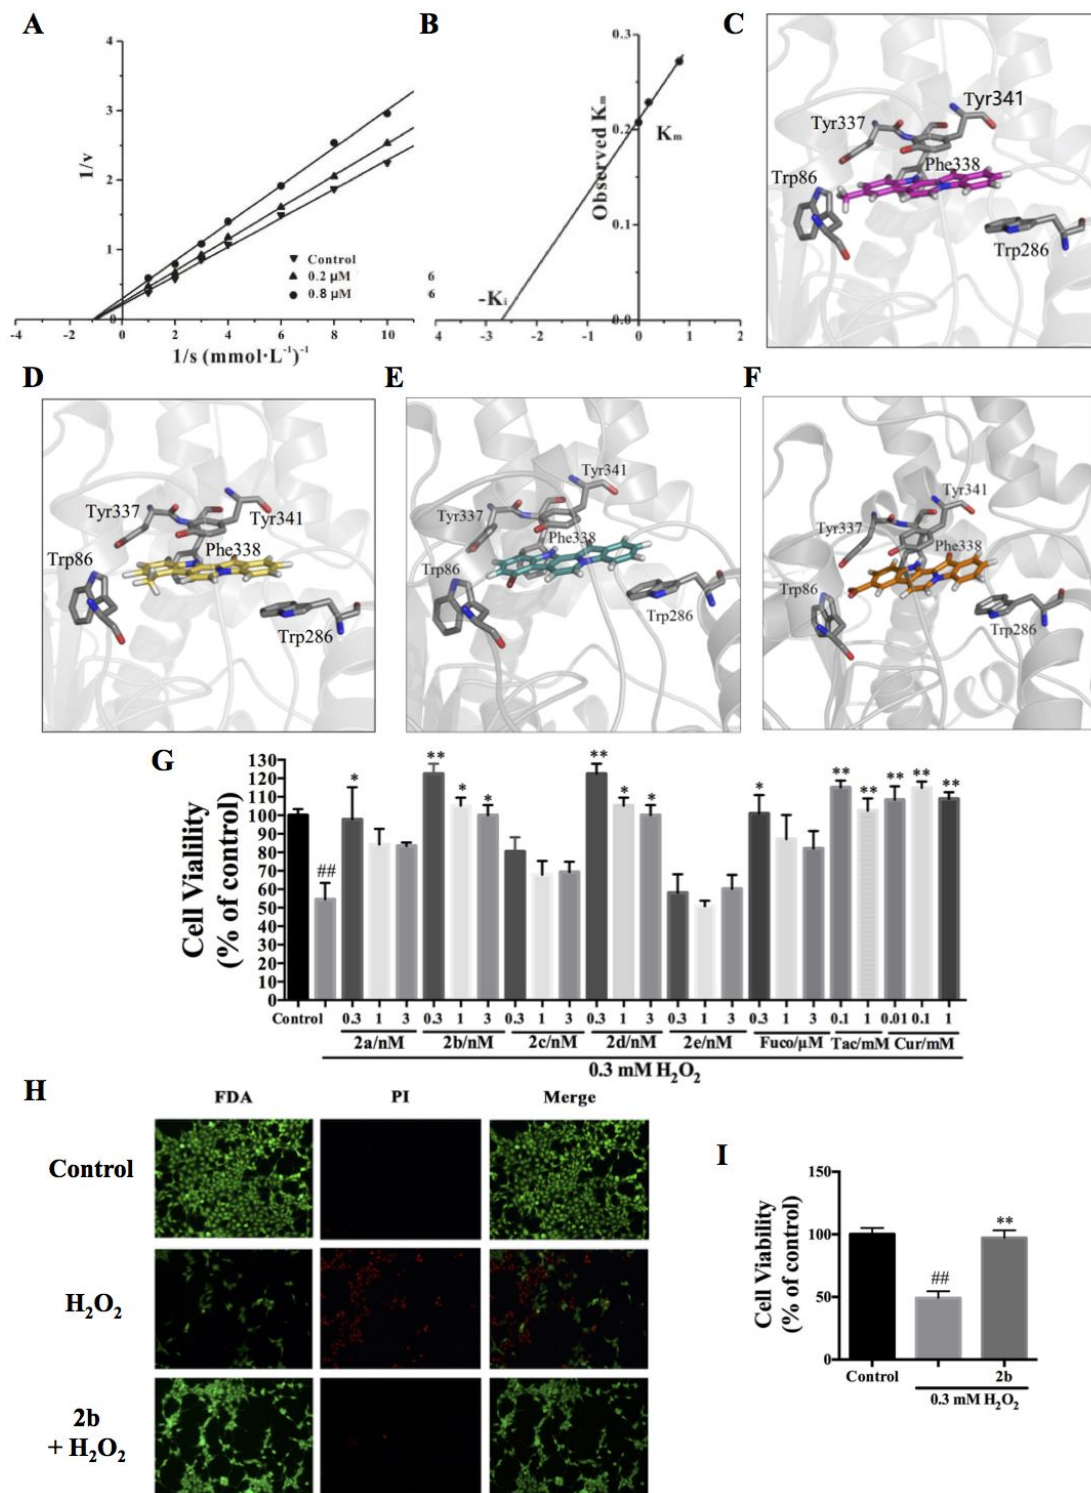 A
4
3
2
1
0
1/v
-4
-2
0
2
4
6
8
10
1/s (mmol·L⁻¹)⁻¹
Control
0.2 µM
0.8 µM
6
6
B
0.3
0.2
0.1
0.0
Observed Kₘ
Kₘ
-Kᵢ
-4
-3
-2
-1
0
1
2
C
Tyr341
Tyr337
Phe338
Trp86
Trp286
D
Tyr337
Tyr341
Phe338
Trp86
Trp286
E
Tyr341
Tyr337
Phe338
Trp86
Trp286
F
Tyr341
Tyr337
Phe338
Trp86
Trp286
G
130
120
110
100
90
80
70
60
50
40
30
20
10
0
Cell Vialility
(% of control)
##
*
**
*
*
**
*
*
*
**
**
**
**
**
Control
0.3 1 3 0.3 1 3 0.3 1 3 0.3 1 3 0.3 1 3 0.3 1 3 0.1 1 0.01 0.1 1
2a/nM 2b/nM 2c/nM 2d/nM 2e/nM Fuco/µM Tac/mM Cur/mM
0.3 mM H₂O₂
H
FDA PI Merge
Control
H₂O₂
2b
+ H₂O₂
I
150
100
50
0
Cell Viability
(% of control)
##
**
Control 2b
0.3 mM H₂O₂